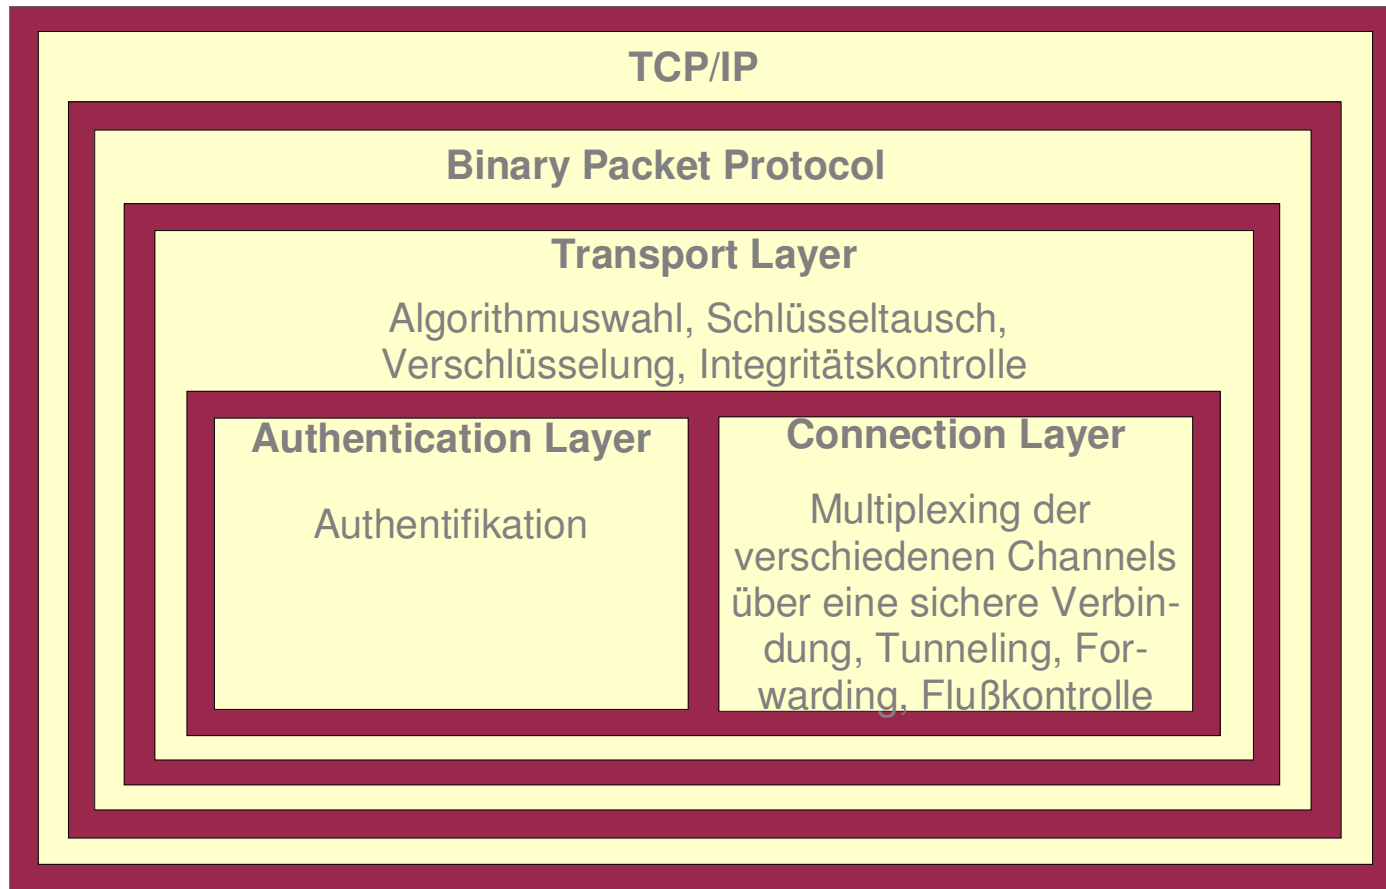 TCP/IP
Binary Packet Protocol
Transport Layer
Algorithmuswahl, Schlüsseltausch,
Verschlüsselung, Integritätskontrolle
Authentication Layer
Authentifikation
Connection Layer
Multiplexing der
verschiedenen Channels
über eine sichere Verbin-
dung, Tunneling, For-
warding, Flußkontrolle